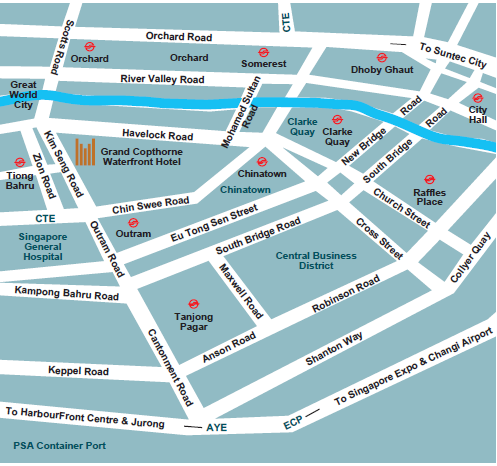 Scotts Road
CTE
Orchard Road
To Suntec City
Orchard
Orchard
Somerest
Dhoby Ghaut
River Valley Road
Great
World
City
Mohamed Sultan
Road
City
Hall
Havelock Road
Clarke
Quay
Clarke
Quay
New Bridge Road
South Bridge Road
Kim Seng Road
Zion Road
Grand Copthorne
Waterfront Hotel
Tiong
Bahru
Chinatown
Chinatown
Raffles
Place
Church Street
Chin Swee Road
CTE
Outram
Eu Tong Sen Street
South Bridge Road
Cross Street
Collyer Quay
Singapore
General
Hospital
Outram Road
Central Business
District
Maxwell Road
Kampong Bahru Road
Robinson Road
Tanjong
Pagar
Anson Road
Shanton Way
Cantonment Road
Keppel Road
To Singapore Expo & Changi Airport
To HarbourFront Centre & Jurong
AYE
ECP
PSA Container Port